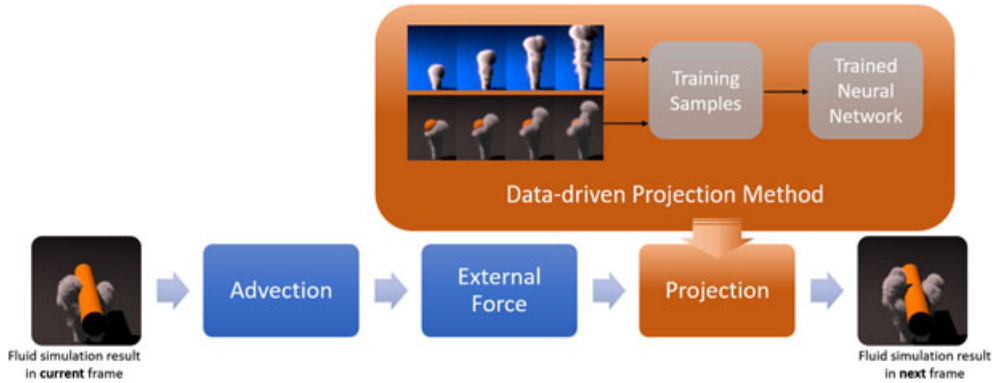 Training
Samples
Trained
Neural
Network
Data-driven Projection Method
Advection
External
Force
Projection
Fluid simulation result
in current frame
Fluid simulation result
in next frame